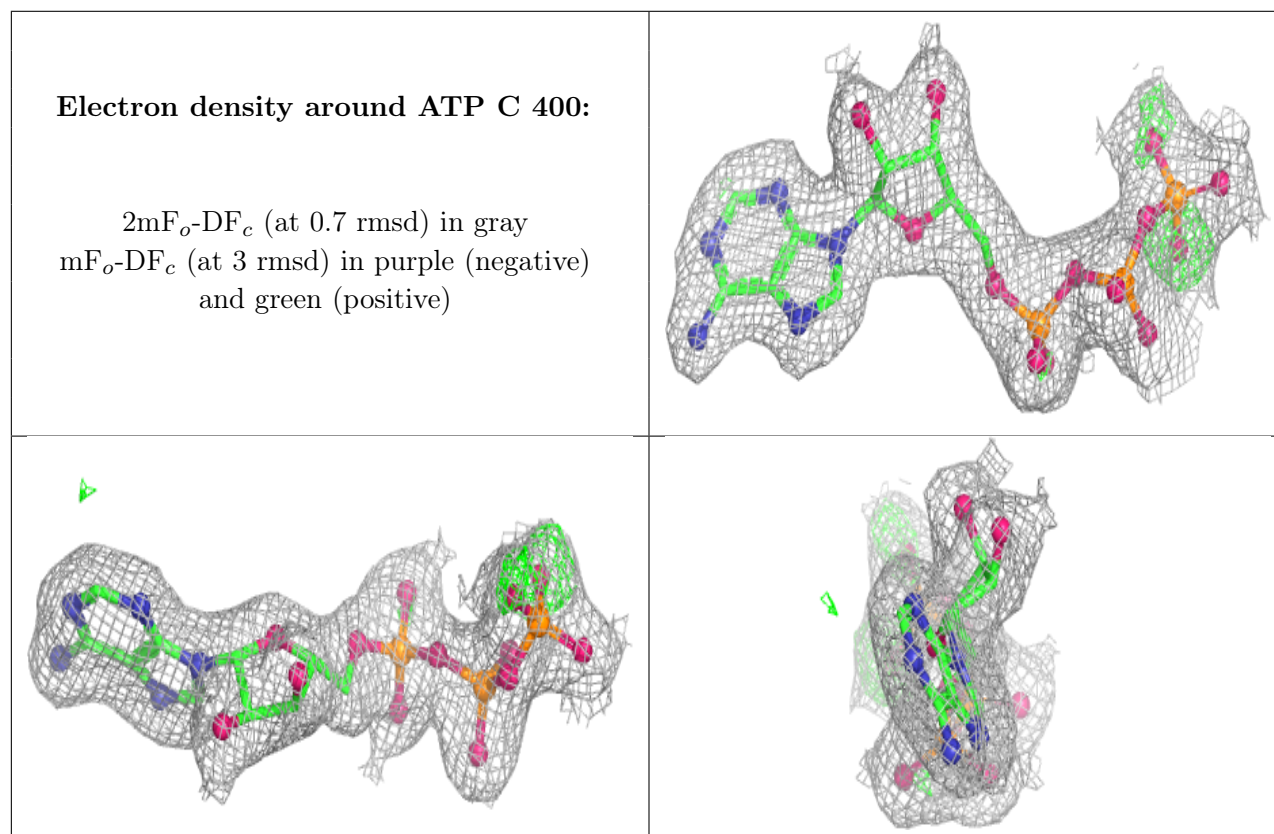 Electron density around ATP C 400:
2mFo-DFc (at 0.7 rmsd) in gray
mFo-DFc (at 3 rmsd) in purple (negative)
and green (positive)